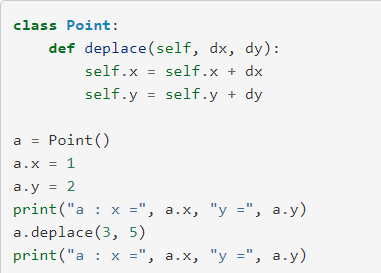 class Point:
    def deplace(self, dx, dy):
        self.x = self.x + dx
        self.y = self.y + dy

a = Point()
a.x = 1
a.y = 2
print("a : x =", a.x, "y =", a.y)
a.deplace(3, 5)
print("a : x =", a.x, "y =", a.y)